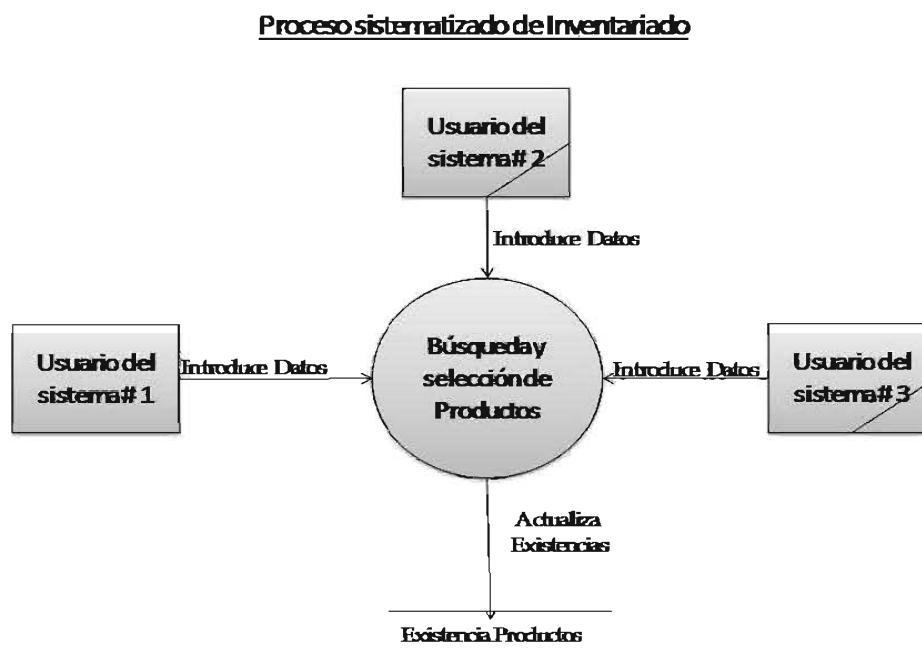 Proceso sistematizado de Inventariado
Usuario del
sistema # 2
Introduce Datos
Usuario del
sistema # 1
Introduce Datos
Búsqueda y
selección de
Productos
Introduce Datos
Usuario del
sistema # 3
Actualiza
Existencias
Existencia Productos